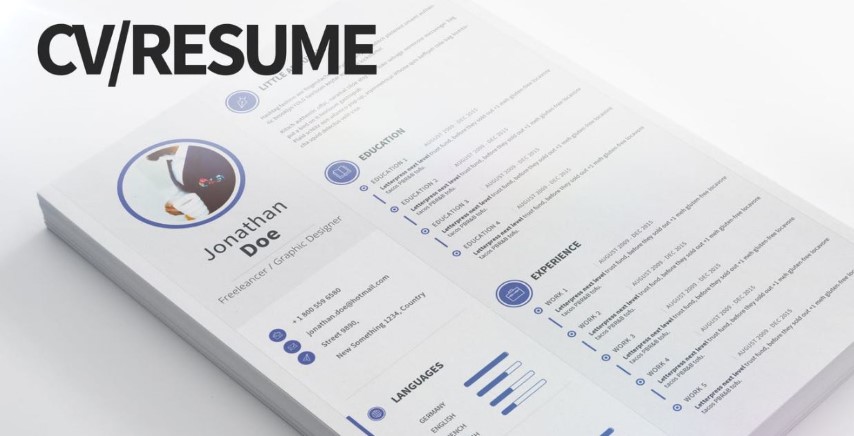 CV/RESUME
LITTLE
Jonathan
Doe
Freeleancer / Graphic Designer
+1 800 559 6580
jonathan.doe@hotmail.com
Street 9890,
New Something 1234, Country
LANGUAGES
GERMANY
ENGLISH
EDUCATION
EDUCATION 1 AUGUST 2009 - DEC 2015
Letterpress next level trust fund, before they sold out +1 meh gluten-free locavore
tacos PBR&B tofu.
EDUCATION 2 AUGUST 2009 - DEC 2015
Letterpress next level trust fund, before they sold out +1 meh gluten-free locavore
tacos PBR&B tofu.
EDUCATION 3 AUGUST 2009 - DEC 2015
Letterpress next level trust fund, before they sold out +1 meh gluten-free locavore
tacos PBR&B tofu.
EDUCATION 4 AUGUST 2009 - DEC 2015
Letterpress next level trust fund, before they sold out +1 meh gluten-free locavore
tacos PBR&B tofu.
EXPERIENCE
WORK 1 AUGUST 2009 - DEC 2015
Letterpress next level trust fund, before they sold out +1 meh gluten-free locavore
tacos PBR&B tofu.
WORK 2 AUGUST 2009 - DEC 2015
Letterpress next level trust fund, before they sold out +1 meh gluten-free locavore
tacos PBR&B tofu.
WORK 3 AUGUST 2009 - DEC 2015
Letterpress next level trust fund, before they sold out +1 meh gluten-free
tacos PBR&B tofu.
WORK 4 AUGUST 2009 - DEC 2015
Letterpress next level trust fund, before they sold out +1 meh gluten-free
tacos PBR&B tofu.
WORK 5 AUGUST 2009 - DEC 2015
Letterpress next level trust fund, before they sold out +1
tacos PBR&B tofu.